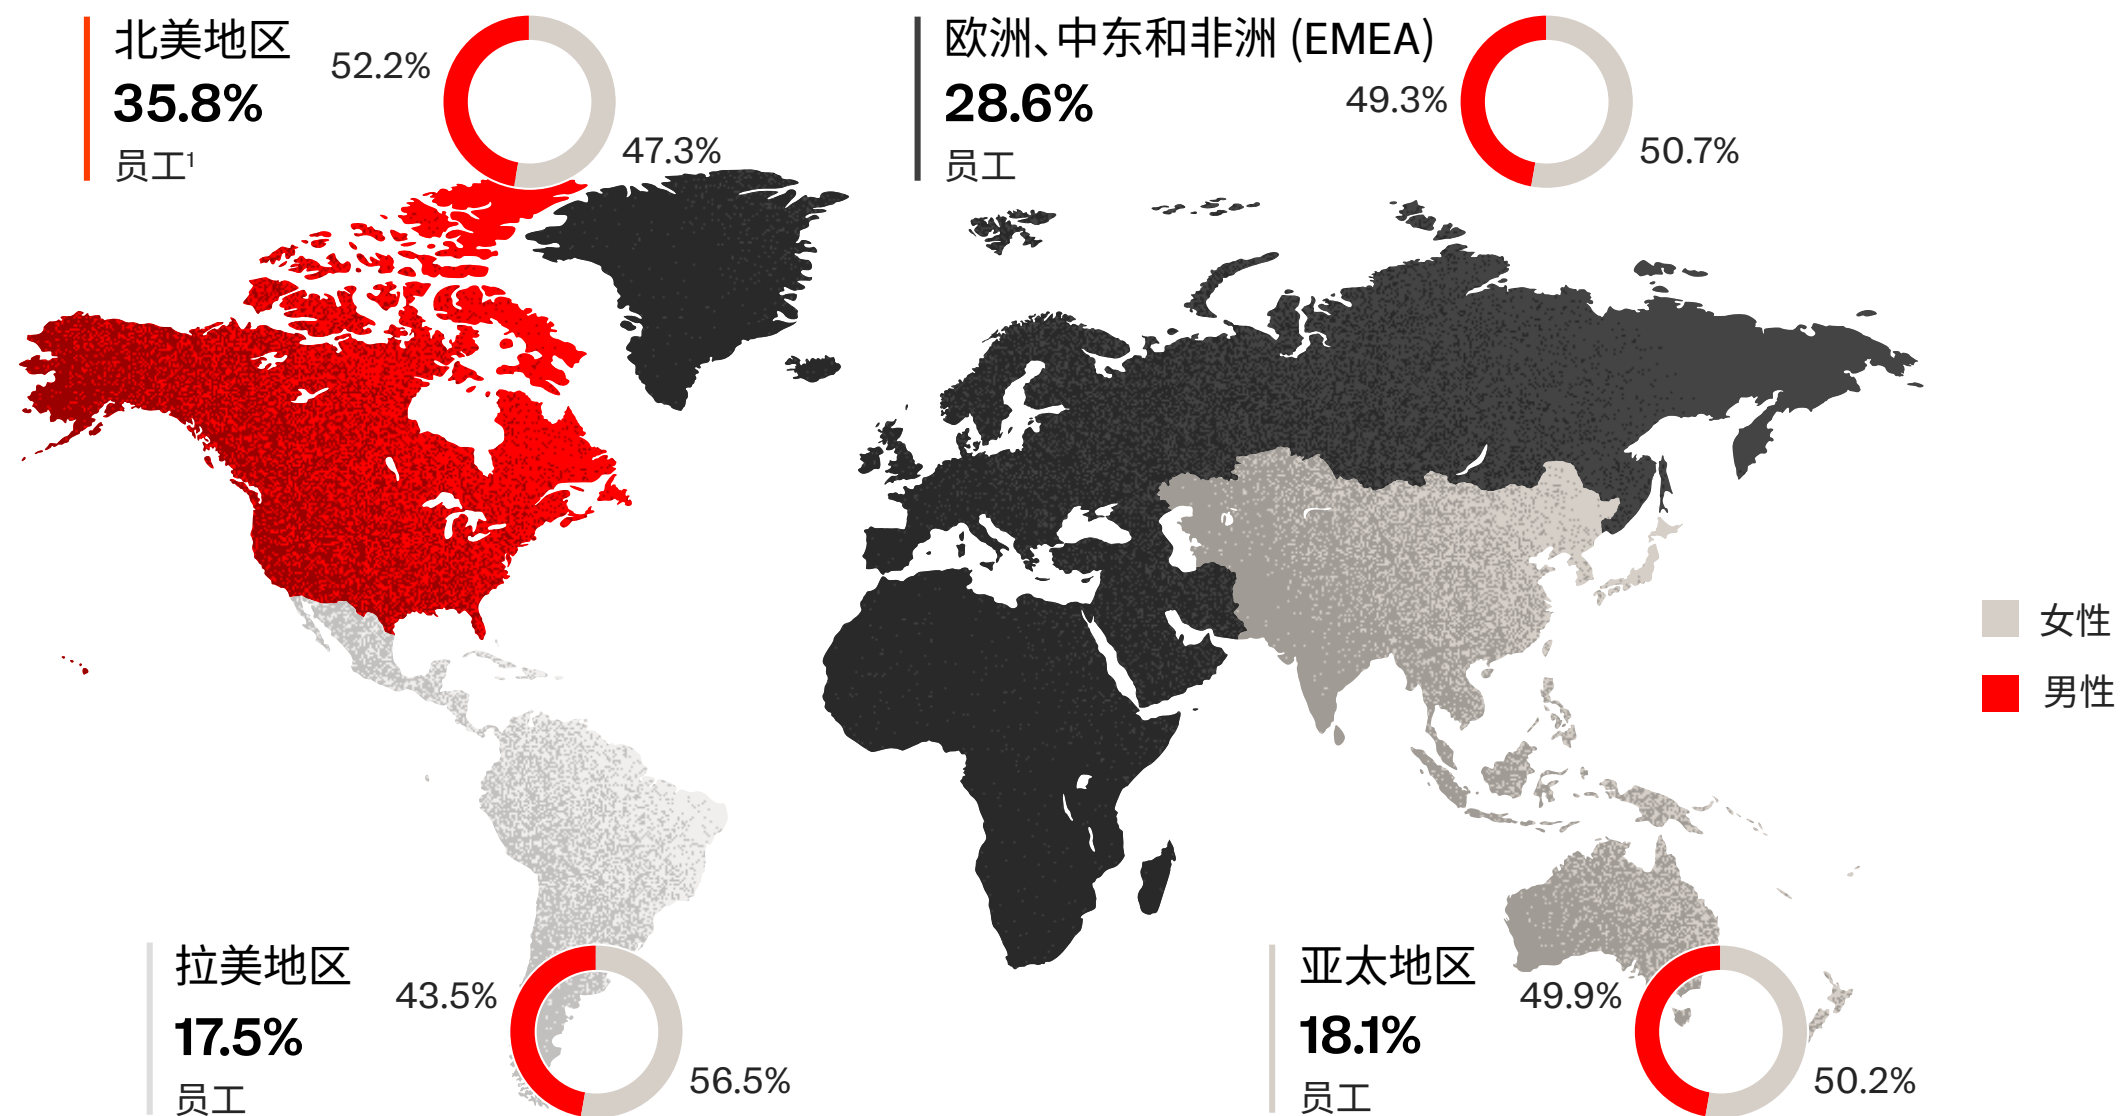 北美地区
35.8%
员工¹
52.2%
47.3%
欧洲、中东和非洲 (EMEA)
28.6%
员工
49.3%
50.7%
女性
男性
拉美地区
17.5%
员工
43.5%
56.5%
亚太地区
18.1%
员工
49.9%
50.2%